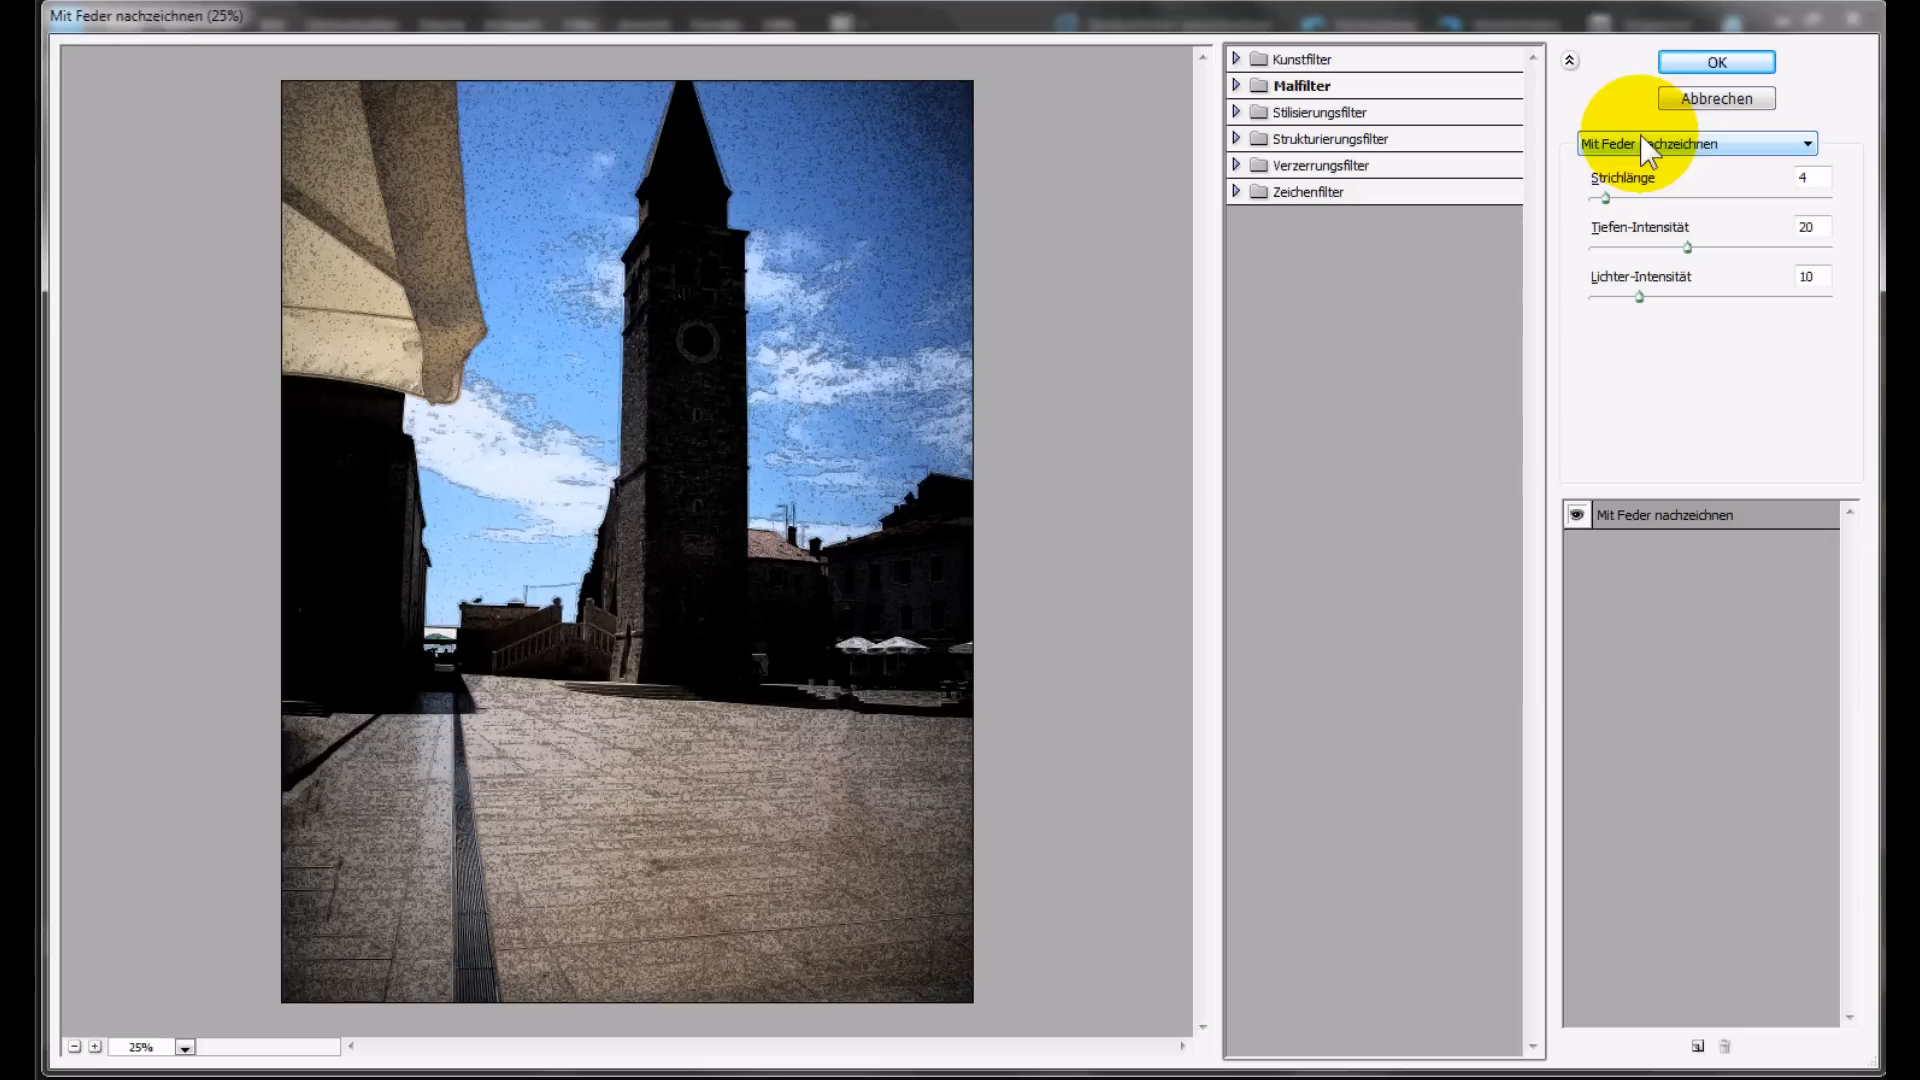 Mit Feder nachzeichnen (25%)
Kunstfilter
Malfilter
Stilisierungsfilter
Strukturierungsfilter
Verzerrungsfilter
Zeichenfilter
OK
Abbrechen
Mit Feder nachzeichnen
Strichlänge 4
Tiefen-Intensität 20
Lichter-Intensität 10
Mit Feder nachzeichnen
25%